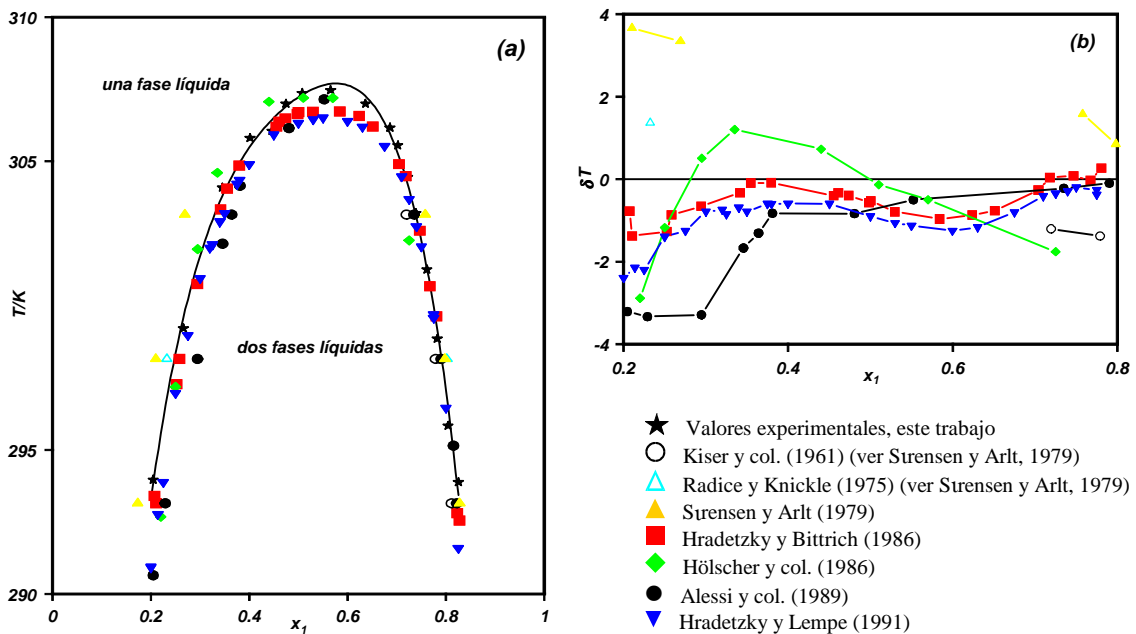 310
305
295
290
T/K
0
0.2
0.4
0.6
0.8
1
x1
(a)
una fase líquida
dos fases líquidas
4
2
0
-2
-4
δT
0.2
0.4
0.6
0.8
x1
(b)
Valores experimentales, este trabajo
Kiser y col. (1961) (ver Strensen y Arlt, 1979)
Radice y Knickle (1975) (ver Strensen y Arlt, 1979)
Sιrensen y Arlt (1979)
Hradetzky y Bittrich (1986)
Hölscher y col. (1986)
Alessi y col. (1989)
Hradetzky y Lempe (1991)